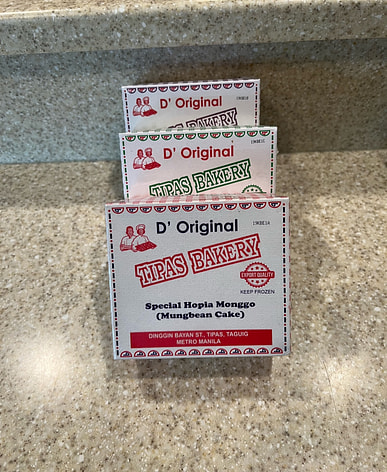 D' Original
TIPAS BAKERY
D' Original
TIPAS BAKERY
D' Original
TIPAS BAKERY
EXPORT QUALITY
KEEP FROZEN
Special Hopia Monggo
(Mungbean Cake)
DINGGIN BAYAN ST., TIPAS, TAGUIG
METRO MANILA